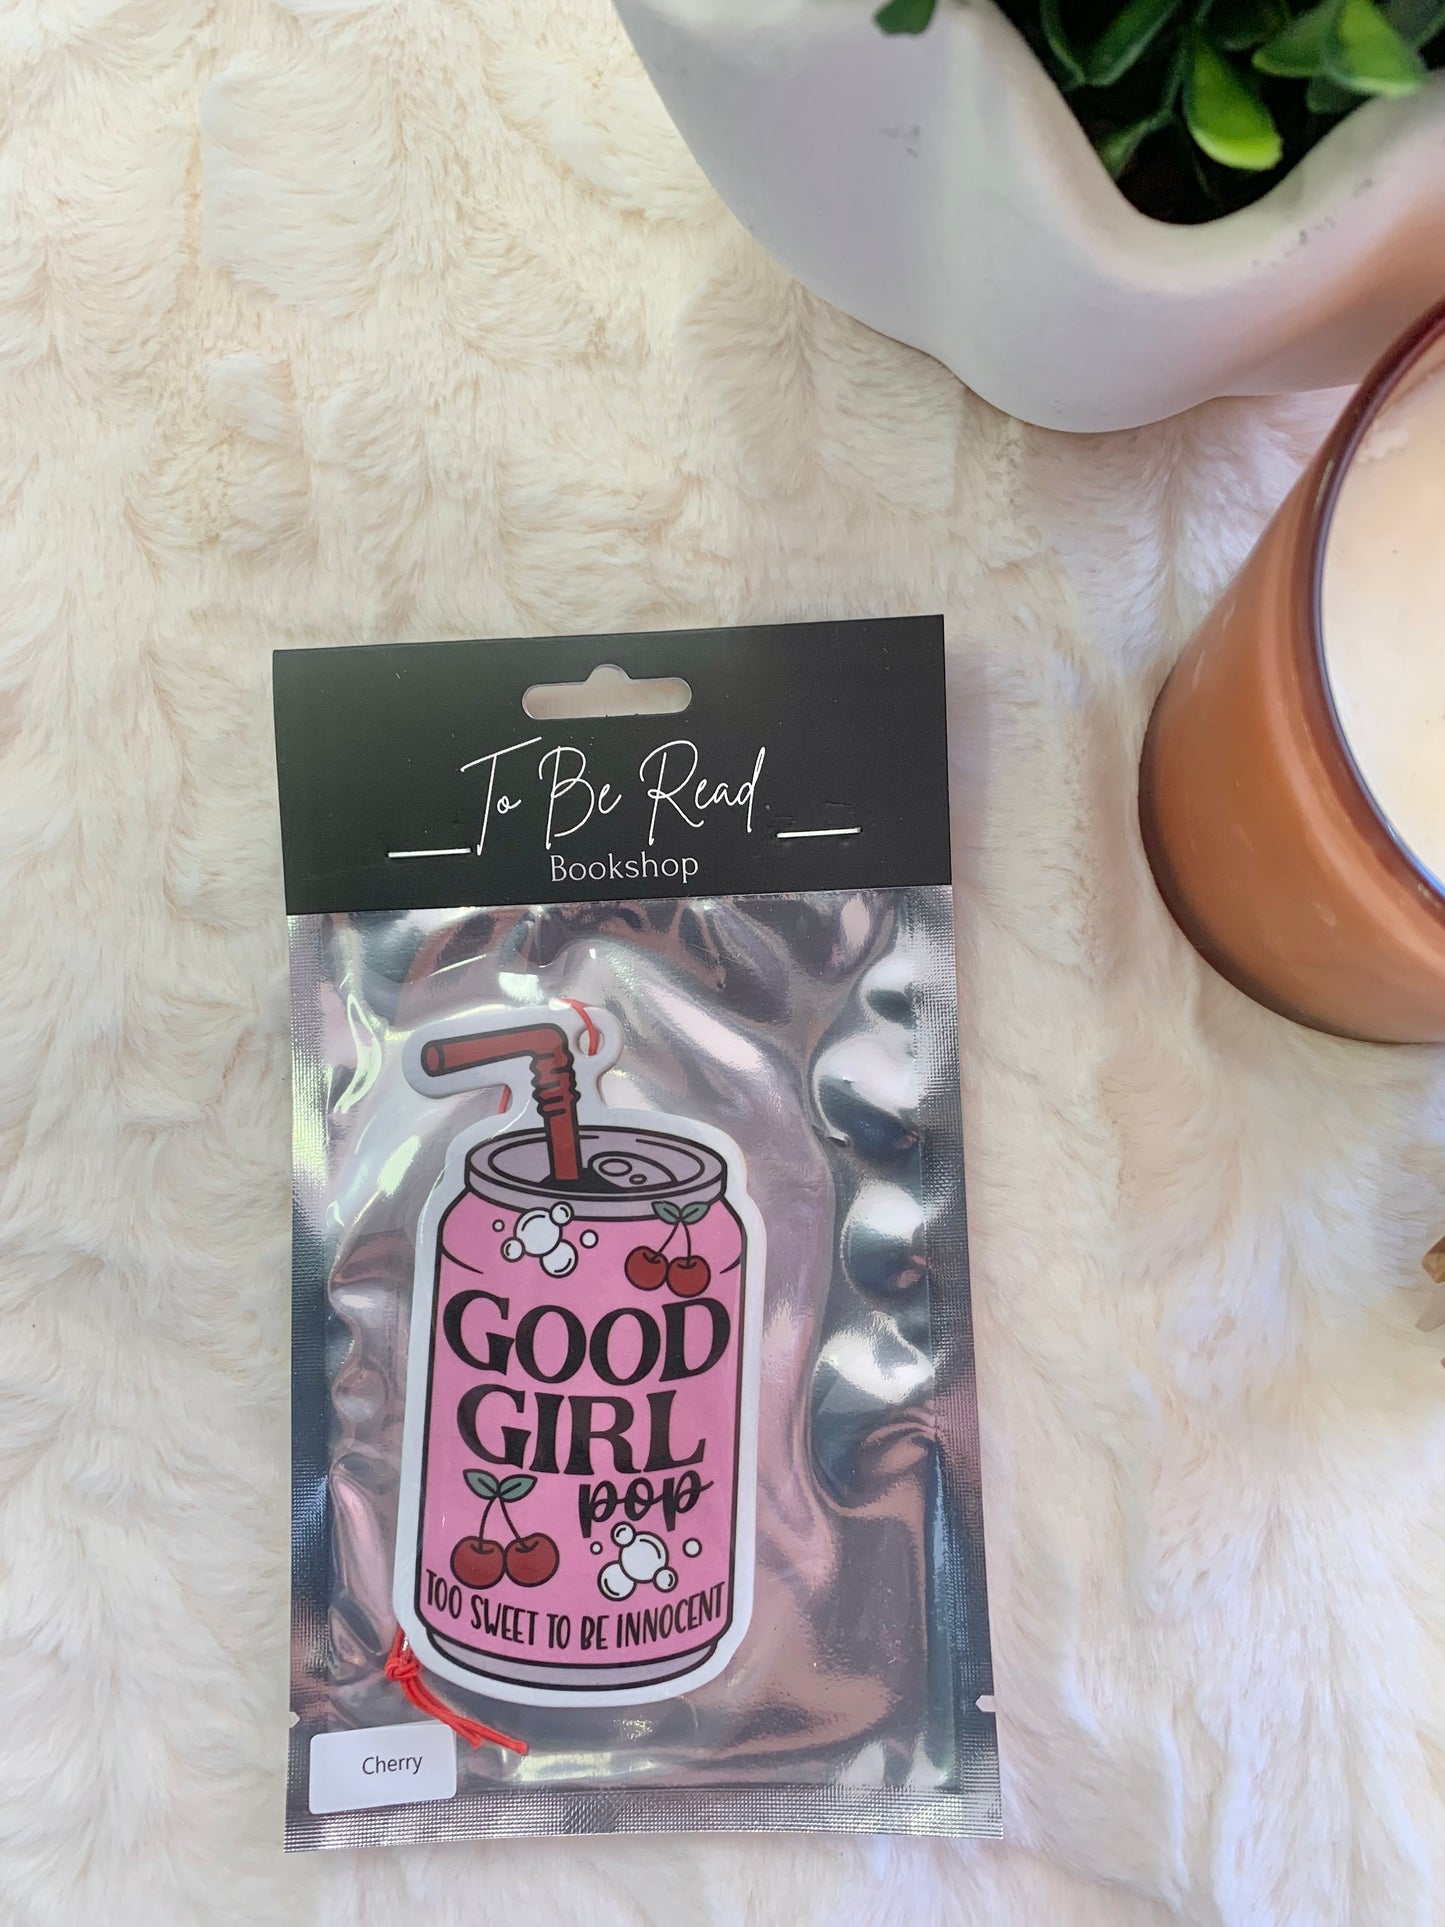 To Be Read
Bookshop
GOOD
GIRL
pop
TOO SWEET TO BE INNOCENT
Cherry